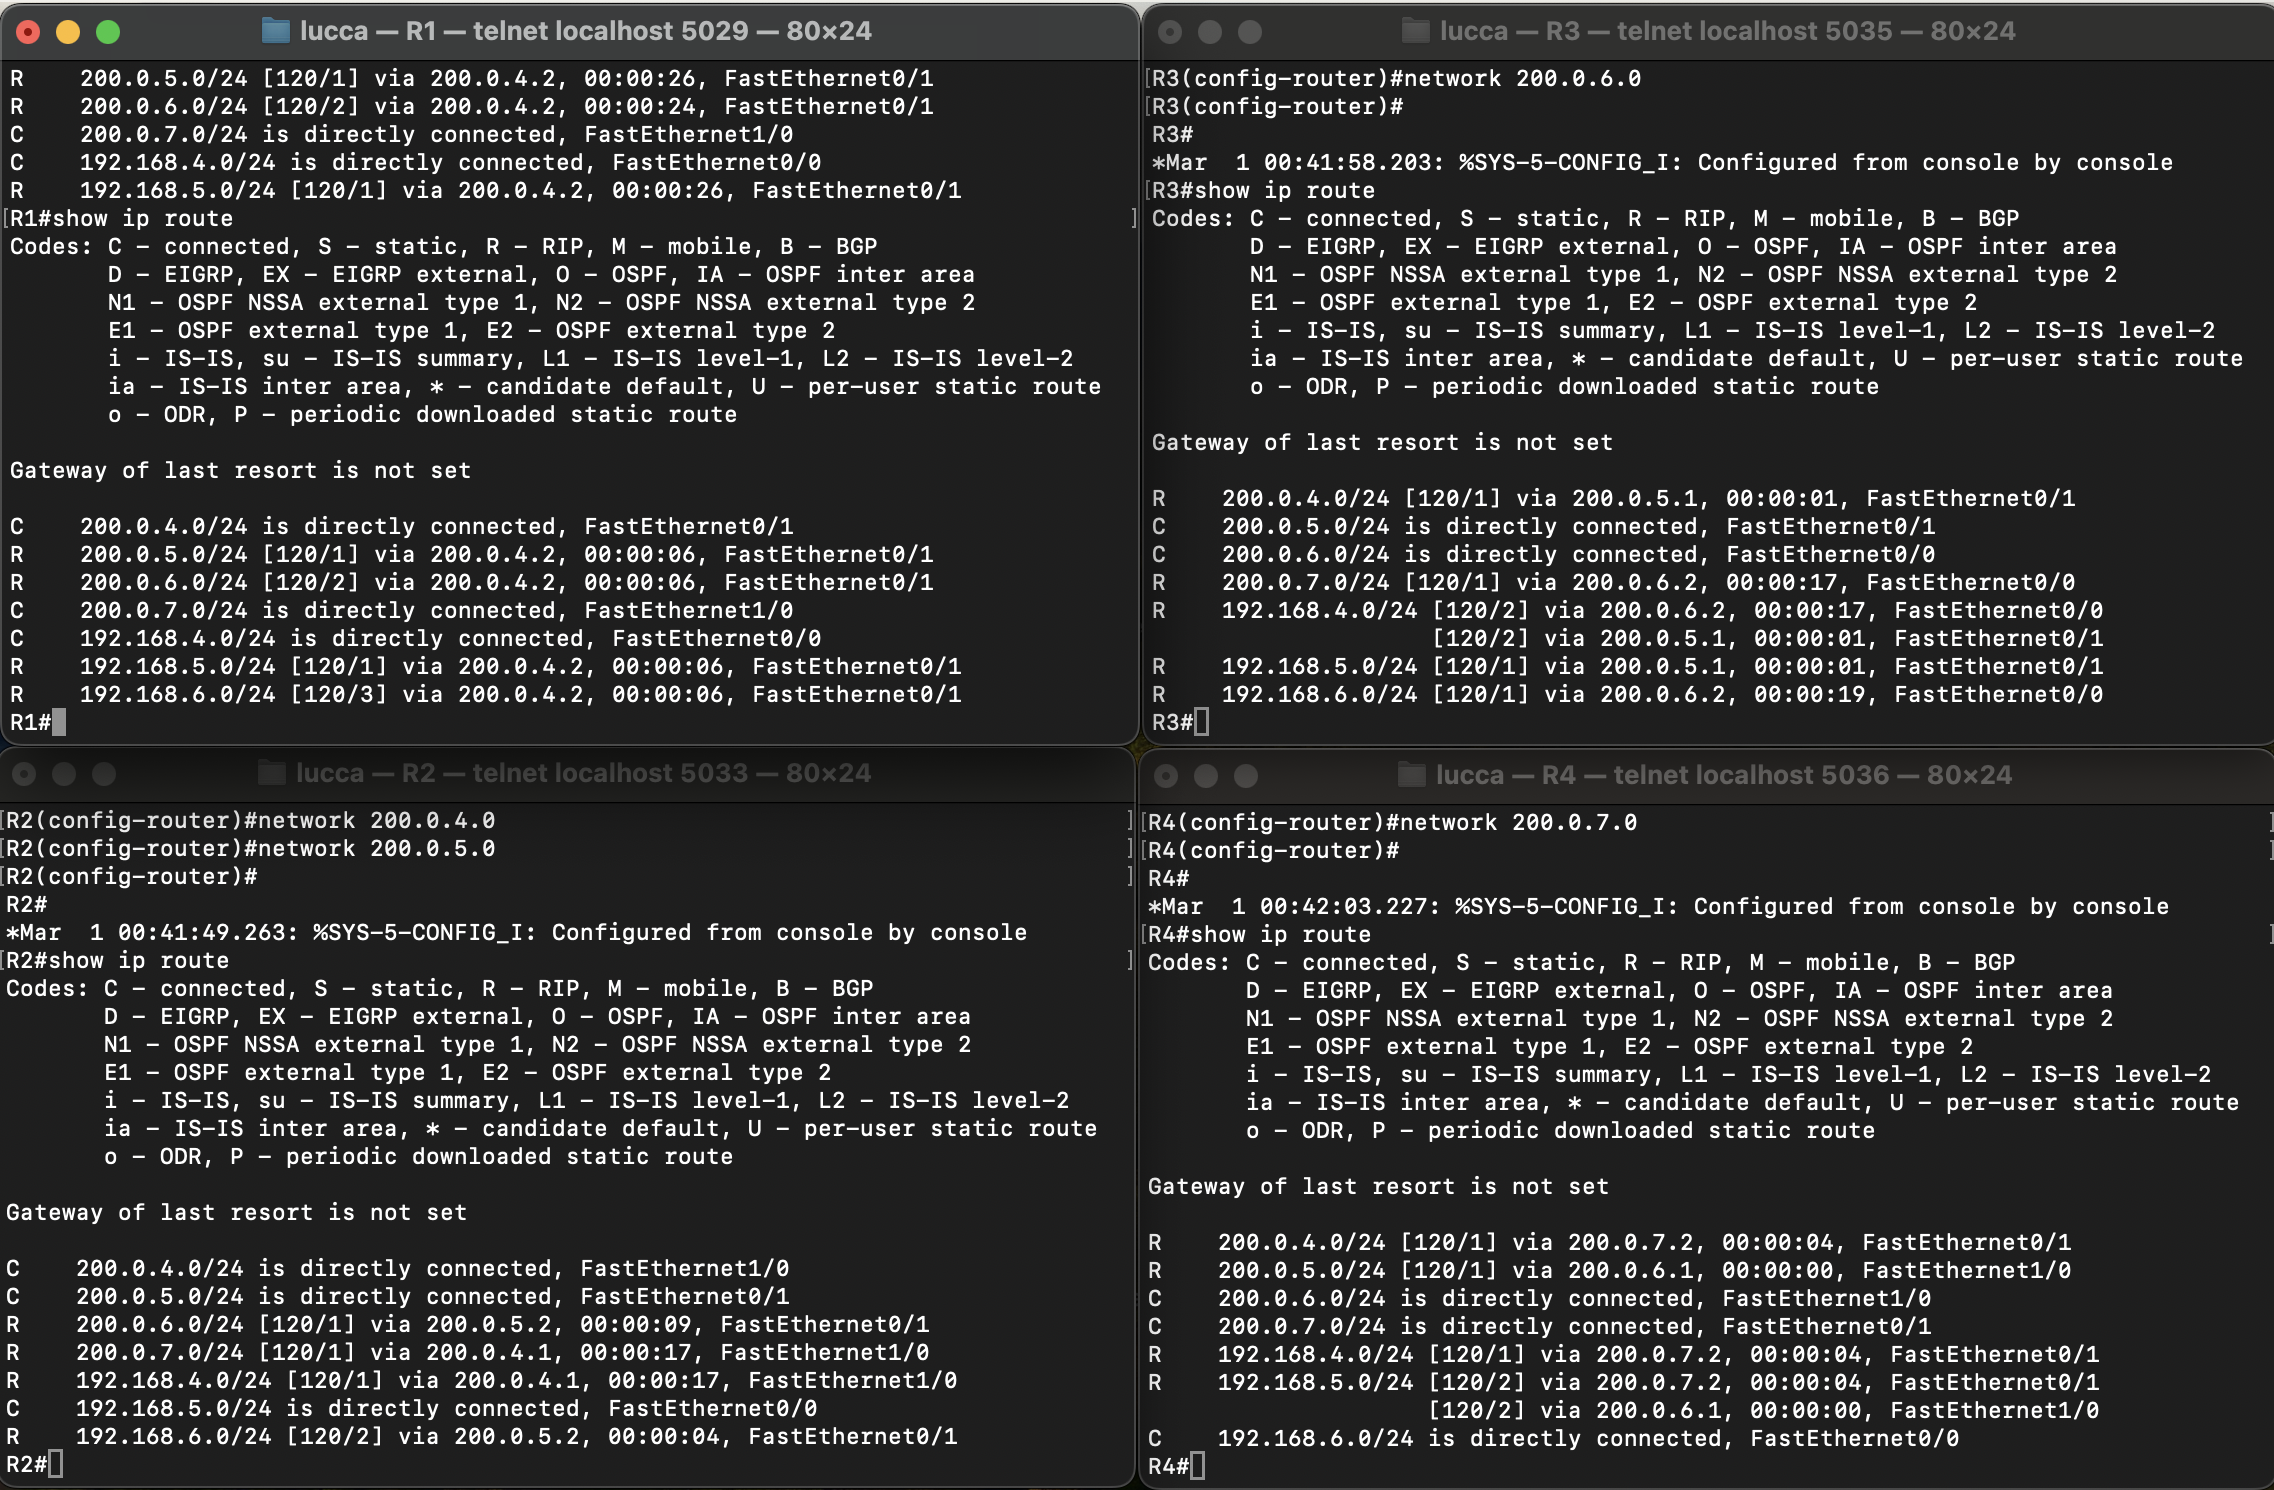 lucca — R1 — telnet localhost 5029 — 80×24
R    200.0.5.0/24 [120/1] via 200.0.4.2, 00:00:26, FastEthernet0/1
R    200.0.6.0/24 [120/2] via 200.0.4.2, 00:00:24, FastEthernet0/1
C    200.0.7.0/24 is directly connected, FastEthernet1/0
C    192.168.4.0/24 is directly connected, FastEthernet0/0
R    192.168.5.0/24 [120/1] via 200.0.4.2, 00:00:26, FastEthernet0/1
[R1#show ip route ]
Codes: C - connected, S - static, R - RIP, M - mobile, B - BGP
       D - EIGRP, EX - EIGRP external, O - OSPF, IA - OSPF inter area
       N1 - OSPF NSSA external type 1, N2 - OSPF NSSA external type 2
       E1 - OSPF external type 1, E2 - OSPF external type 2
       i - IS-IS, su - IS-IS summary, L1 - IS-IS level-1, L2 - IS-IS level-2
       ia - IS-IS inter area, * - candidate default, U - per-user static route
       o - ODR, P - periodic downloaded static route
Gateway of last resort is not set
C    200.0.4.0/24 is directly connected, FastEthernet0/1
R    200.0.5.0/24 [120/1] via 200.0.4.2, 00:00:06, FastEthernet0/1
R    200.0.6.0/24 [120/2] via 200.0.4.2, 00:00:06, FastEthernet0/1
C    200.0.7.0/24 is directly connected, FastEthernet1/0
C    192.168.4.0/24 is directly connected, FastEthernet0/0
R    192.168.5.0/24 [120/1] via 200.0.4.2, 00:00:06, FastEthernet0/1
R    192.168.6.0/24 [120/3] via 200.0.4.2, 00:00:06, FastEthernet0/1
R1#
lucca — R3 — telnet localhost 5035 — 80×24
[R3(config-router)#network 200.0.6.0
[R3(config-router)#
R3#
*Mar  1 00:41:58.203: %SYS-5-CONFIG_I: Configured from console by console
[R3#show ip route
Codes: C - connected, S - static, R - RIP, M - mobile, B - BGP
       D - EIGRP, EX - EIGRP external, O - OSPF, IA - OSPF inter area
       N1 - OSPF NSSA external type 1, N2 - OSPF NSSA external type 2
       E1 - OSPF external type 1, E2 - OSPF external type 2
       i - IS-IS, su - IS-IS summary, L1 - IS-IS level-1, L2 - IS-IS level-2
       ia - IS-IS inter area, * - candidate default, U - per-user static route
       o - ODR, P - periodic downloaded static route
Gateway of last resort is not set
R    200.0.4.0/24 [120/1] via 200.0.5.1, 00:00:01, FastEthernet0/1
C    200.0.5.0/24 is directly connected, FastEthernet0/1
C    200.0.6.0/24 is directly connected, FastEthernet0/0
R    200.0.7.0/24 [120/1] via 200.0.6.2, 00:00:17, FastEthernet0/0
R    192.168.4.0/24 [120/2] via 200.0.6.2, 00:00:17, FastEthernet0/0
                    [120/2] via 200.0.5.1, 00:00:01, FastEthernet0/1
R    192.168.5.0/24 [120/1] via 200.0.5.1, 00:00:01, FastEthernet0/1
R    192.168.6.0/24 [120/1] via 200.0.6.2, 00:00:19, FastEthernet0/0
R3#
lucca — R2 — telnet localhost 5033 — 80×24
[R2(config-router)#network 200.0.4.0 ]
[R2(config-router)#network 200.0.5.0 ]
[R2(config-router)# ]
R2#
*Mar  1 00:41:49.263: %SYS-5-CONFIG_I: Configured from console by console
[R2#show ip route ]
Codes: C - connected, S - static, R - RIP, M - mobile, B - BGP
       D - EIGRP, EX - EIGRP external, O - OSPF, IA - OSPF inter area
       N1 - OSPF NSSA external type 1, N2 - OSPF NSSA external type 2
       E1 - OSPF external type 1, E2 - OSPF external type 2
       i - IS-IS, su - IS-IS summary, L1 - IS-IS level-1, L2 - IS-IS level-2
       ia - IS-IS inter area, * - candidate default, U - per-user static route
       o - ODR, P - periodic downloaded static route
Gateway of last resort is not set
C    200.0.4.0/24 is directly connected, FastEthernet1/0
C    200.0.5.0/24 is directly connected, FastEthernet0/1
R    200.0.6.0/24 [120/1] via 200.0.5.2, 00:00:09, FastEthernet0/1
R    200.0.7.0/24 [120/1] via 200.0.4.1, 00:00:17, FastEthernet1/0
R    192.168.4.0/24 [120/1] via 200.0.4.1, 00:00:17, FastEthernet1/0
C    192.168.5.0/24 is directly connected, FastEthernet0/0
R    192.168.6.0/24 [120/2] via 200.0.5.2, 00:00:04, FastEthernet0/1
R2#
lucca — R4 — telnet localhost 5036 — 80×24
[R4(config-router)#network 200.0.7.0 ]
[R4(config-router)# ]
R4#
*Mar  1 00:42:03.227: %SYS-5-CONFIG_I: Configured from console by console
[R4#show ip route ]
Codes: C - connected, S - static, R - RIP, M - mobile, B - BGP
       D - EIGRP, EX - EIGRP external, O - OSPF, IA - OSPF inter area
       N1 - OSPF NSSA external type 1, N2 - OSPF NSSA external type 2
       E1 - OSPF external type 1, E2 - OSPF external type 2
       i - IS-IS, su - IS-IS summary, L1 - IS-IS level-1, L2 - IS-IS level-2
       ia - IS-IS inter area, * - candidate default, U - per-user static route
       o - ODR, P - periodic downloaded static route
Gateway of last resort is not set
R    200.0.4.0/24 [120/1] via 200.0.7.2, 00:00:04, FastEthernet0/1
R    200.0.5.0/24 [120/1] via 200.0.6.1, 00:00:00, FastEthernet1/0
C    200.0.6.0/24 is directly connected, FastEthernet1/0
C    200.0.7.0/24 is directly connected, FastEthernet0/1
R    192.168.4.0/24 [120/1] via 200.0.7.2, 00:00:04, FastEthernet0/1
R    192.168.5.0/24 [120/2] via 200.0.7.2, 00:00:04, FastEthernet0/1
                    [120/2] via 200.0.6.1, 00:00:00, FastEthernet1/0
C    192.168.6.0/24 is directly connected, FastEthernet0/0
R4#